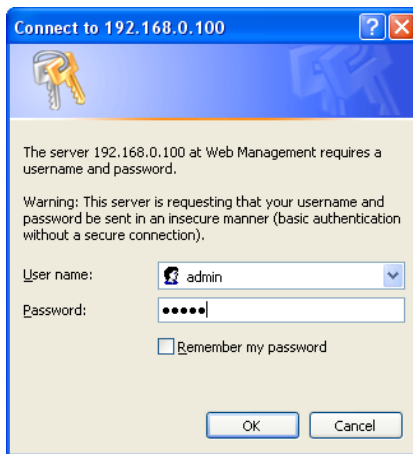 Connect to 192.168.0.100
The server 192.168.0.100 at Web Management requires a
username and password.
Warning: This server is requesting that your username and
password be sent in an insecure manner (basic authentication
without a secure connection).
User name:
admin
Password:
●●●●●
Remember my password
OK
Cancel